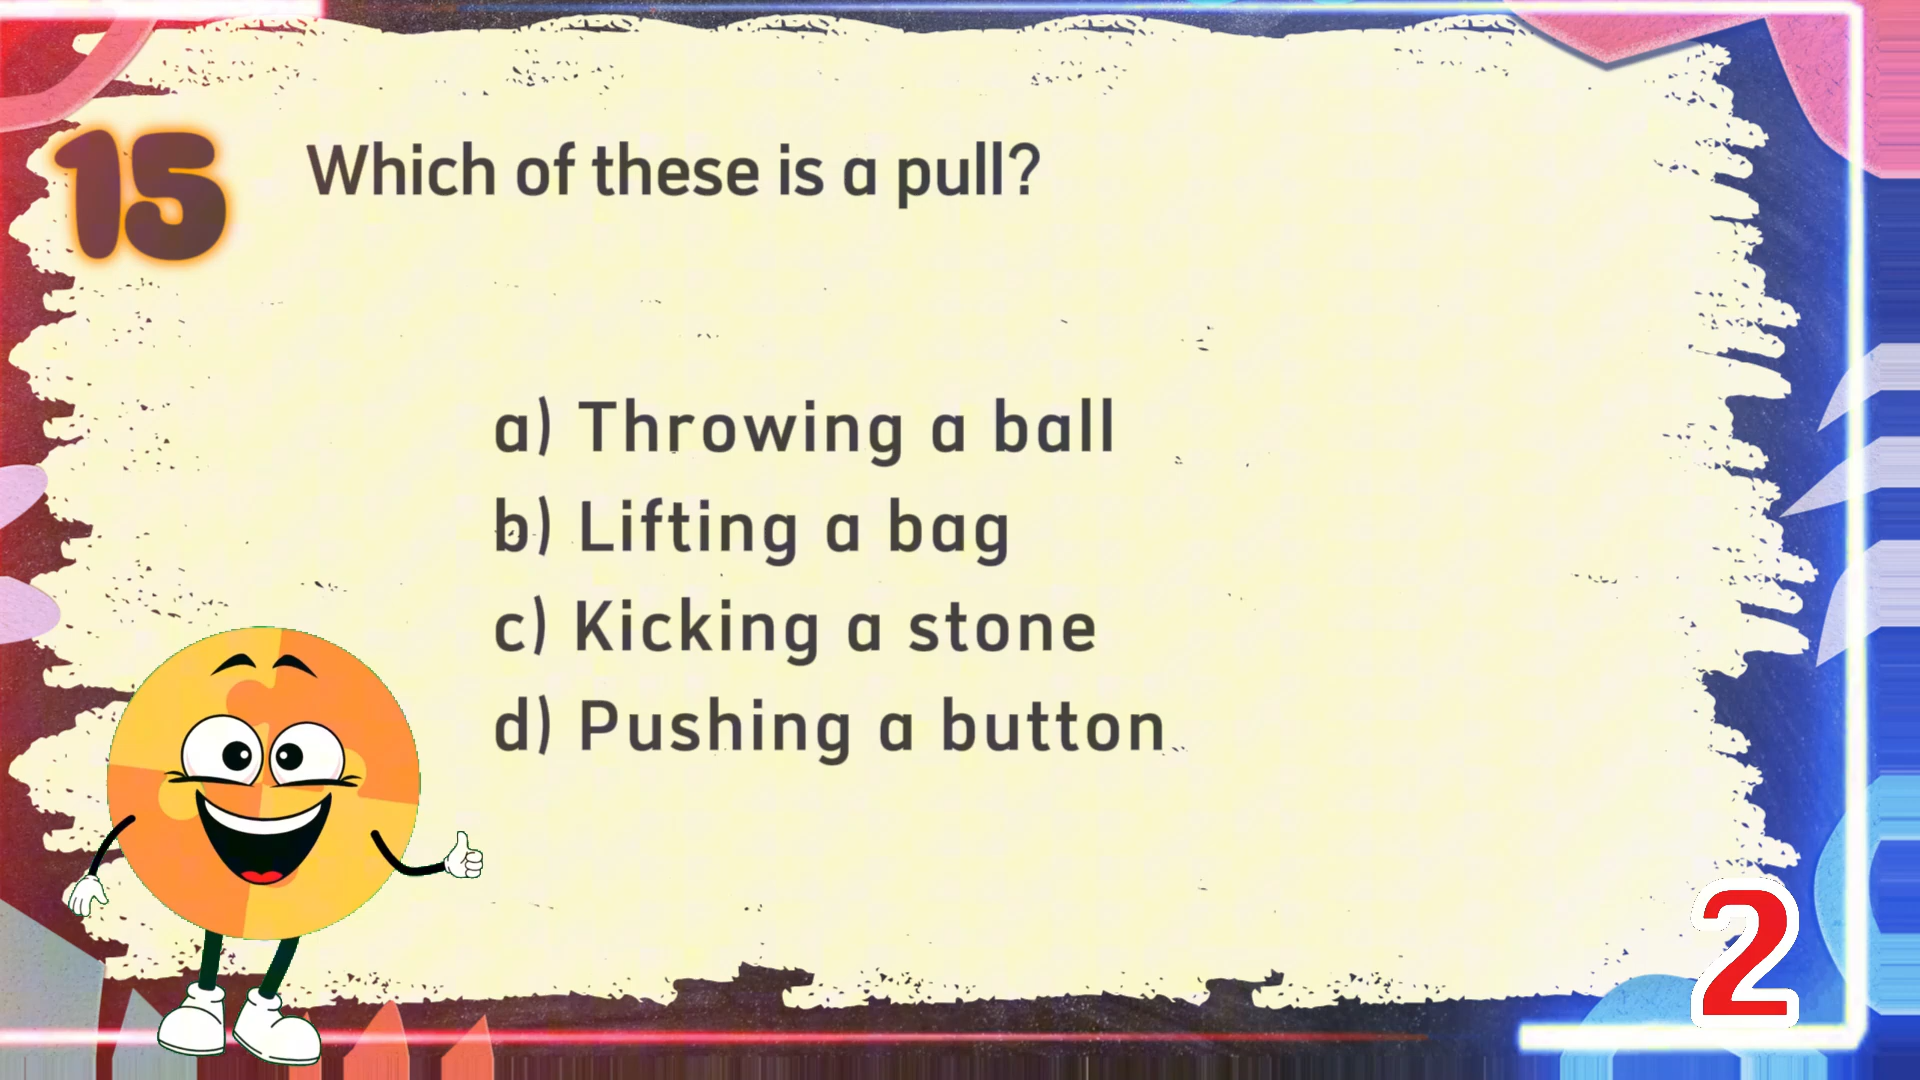 15
Which of these is a pull?
a) Throwing a ball
b) Lifting a bag
c) Kicking a stone
d) Pushing a button
2